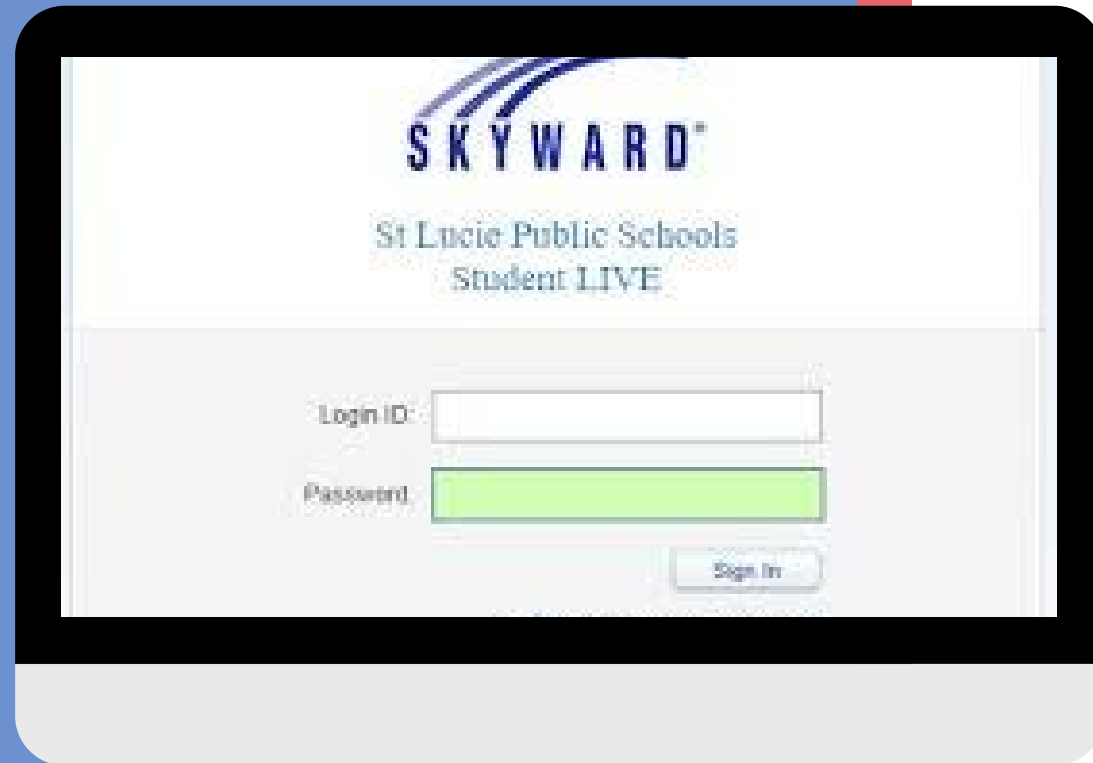 SKYWARD®
St Lucie Public Schools
Student LIVE
Login ID:
Password:
Sign In